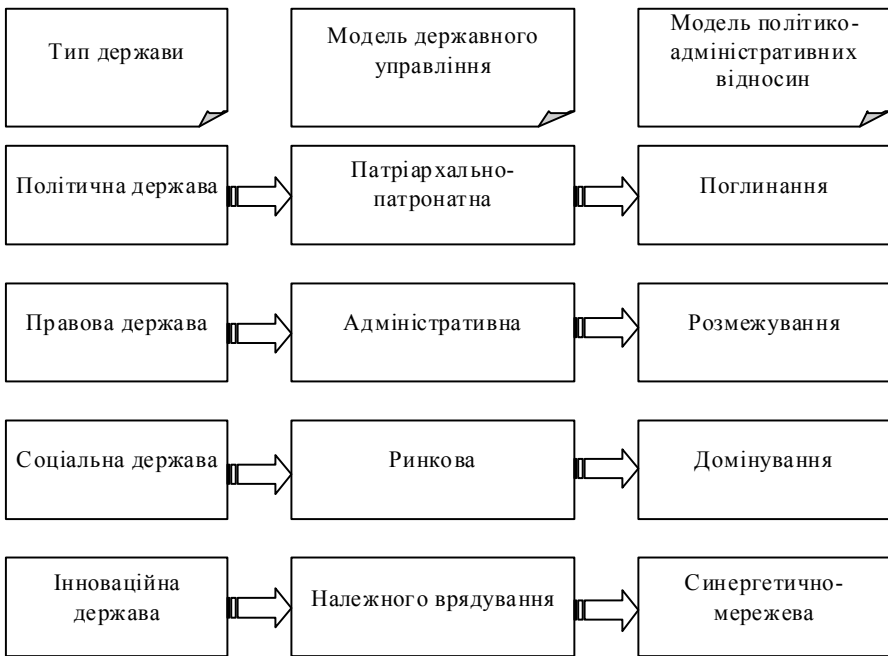 Тип держави
Модель державного
управління
Модель політико-
адміністративних
відносин
Політична держава
Патріархально-
патронатна
Поглинання
Правова держава
Адміністративна
Розмежування
Соціальна держава
Ринкова
Домінування
Інноваційна
держава
Належного врядування
Синергетично-
мережева